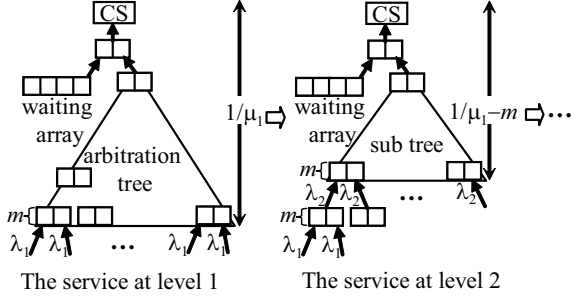 CS
waiting
array
arbitration
tree
1/μ₁
m
m
λ₁ λ₁ ... λ₁ λ₁
The service at level 1
CS
waiting
array
sub tree
1/μ₁–m
...
m
λ₂ λ₂ ... λ₂
m
λ₁ λ₁
The service at level 2